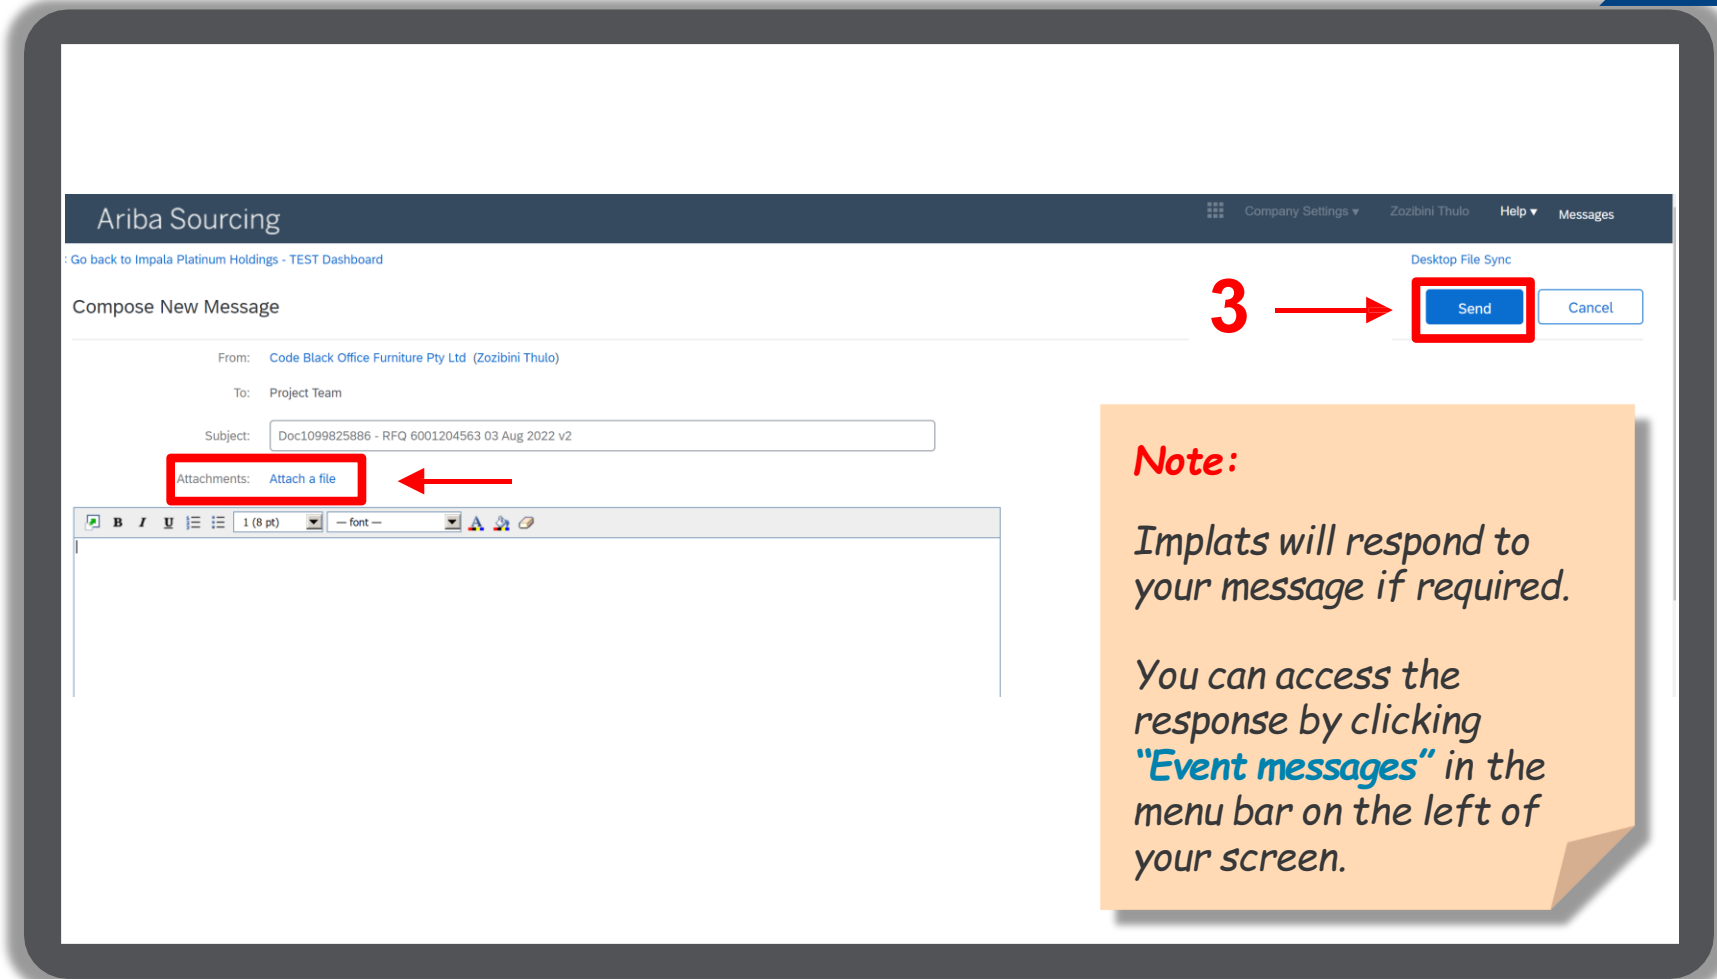 Ariba Sourcing
Company Settings ▾ Zozibini Thulo Help ▾ Messages
Go back to Impala Platinum Holdings - TEST Dashboard
Desktop File Sync
Compose New Message
3
Send
Cancel
From: Code Black Office Furniture Pty Ltd (Zozibini Thulo)
To: Project Team
Subject: Doc1099825886 - RFQ 6001204563 03 Aug 2022 v2
Attachments: Attach a file
B I U 1 (8 pt) — font — A
Note:
Implats will respond to
your message if required.
You can access the
response by clicking
“Event messages” in the
menu bar on the left of
your screen.